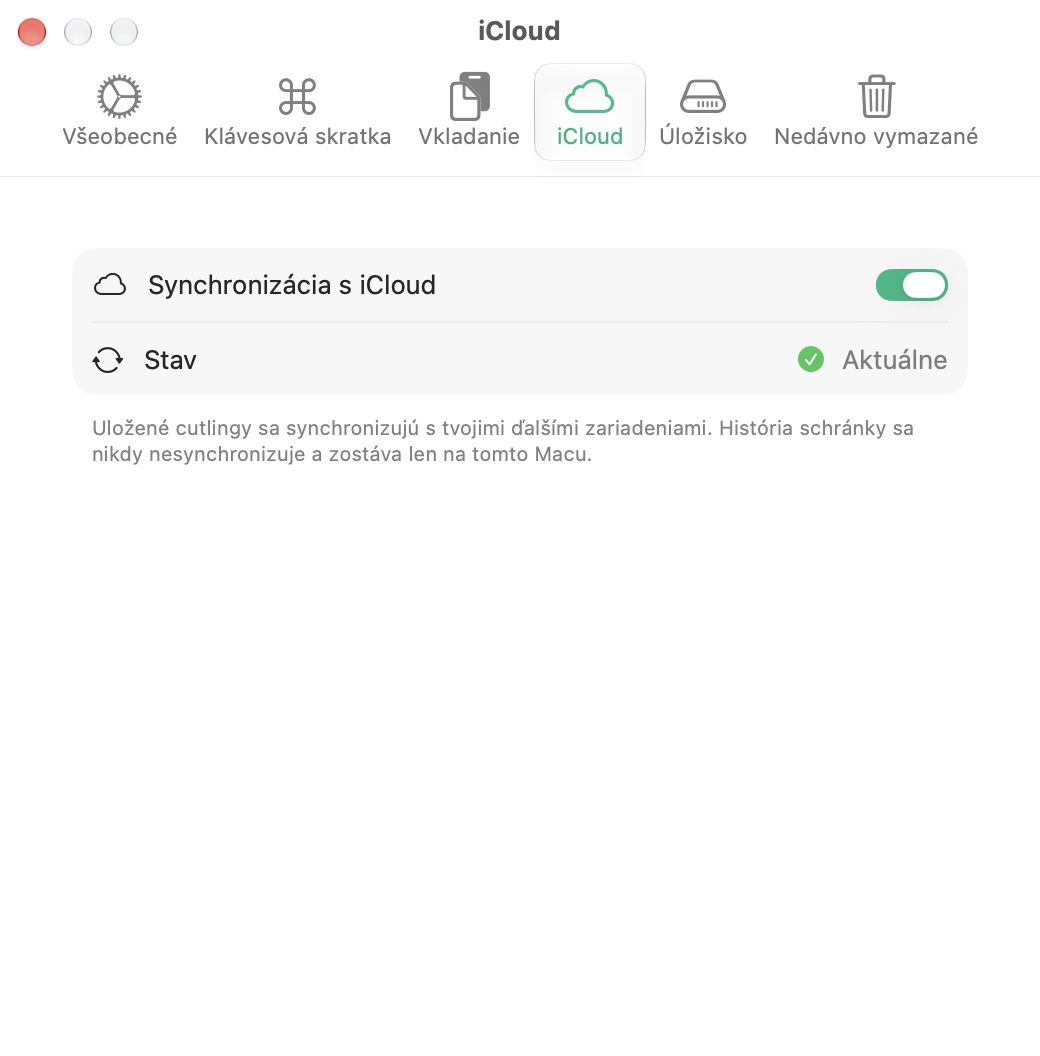 iCloud
Všeobecné
Klávesová skratka
Vkladanie
iCloud
Úložisko
Nedávno vymazané
Synchronizácia s iCloud
Stav
Aktuálne
Uložené cutlingy sa synchronizujú s tvojimi ďalšími zariadeniami. História schránky sa
nikdy nesynchronizuje a zostáva len na tomto Macu.